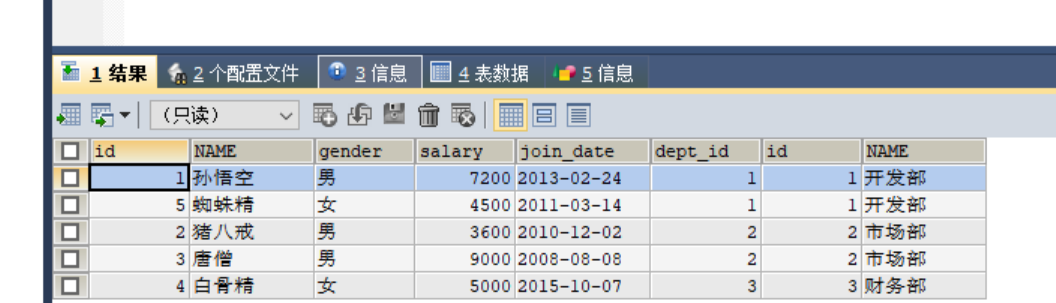 1 结果 2 个配置文件 3 信息 4 表数据 5 信息
（只读）
id NAME gender salary join_date dept_id id NAME
1 孙悟空 男 7200 2013-02-24 1 1 开发部
5 蜘蛛精 女 4500 2011-03-14 1 1 开发部
2 猪八戒 男 3600 2010-12-02 2 2 市场部
3 唐僧 男 9000 2008-08-08 2 2 市场部
4 白骨精 女 5000 2015-10-07 3 3 财务部